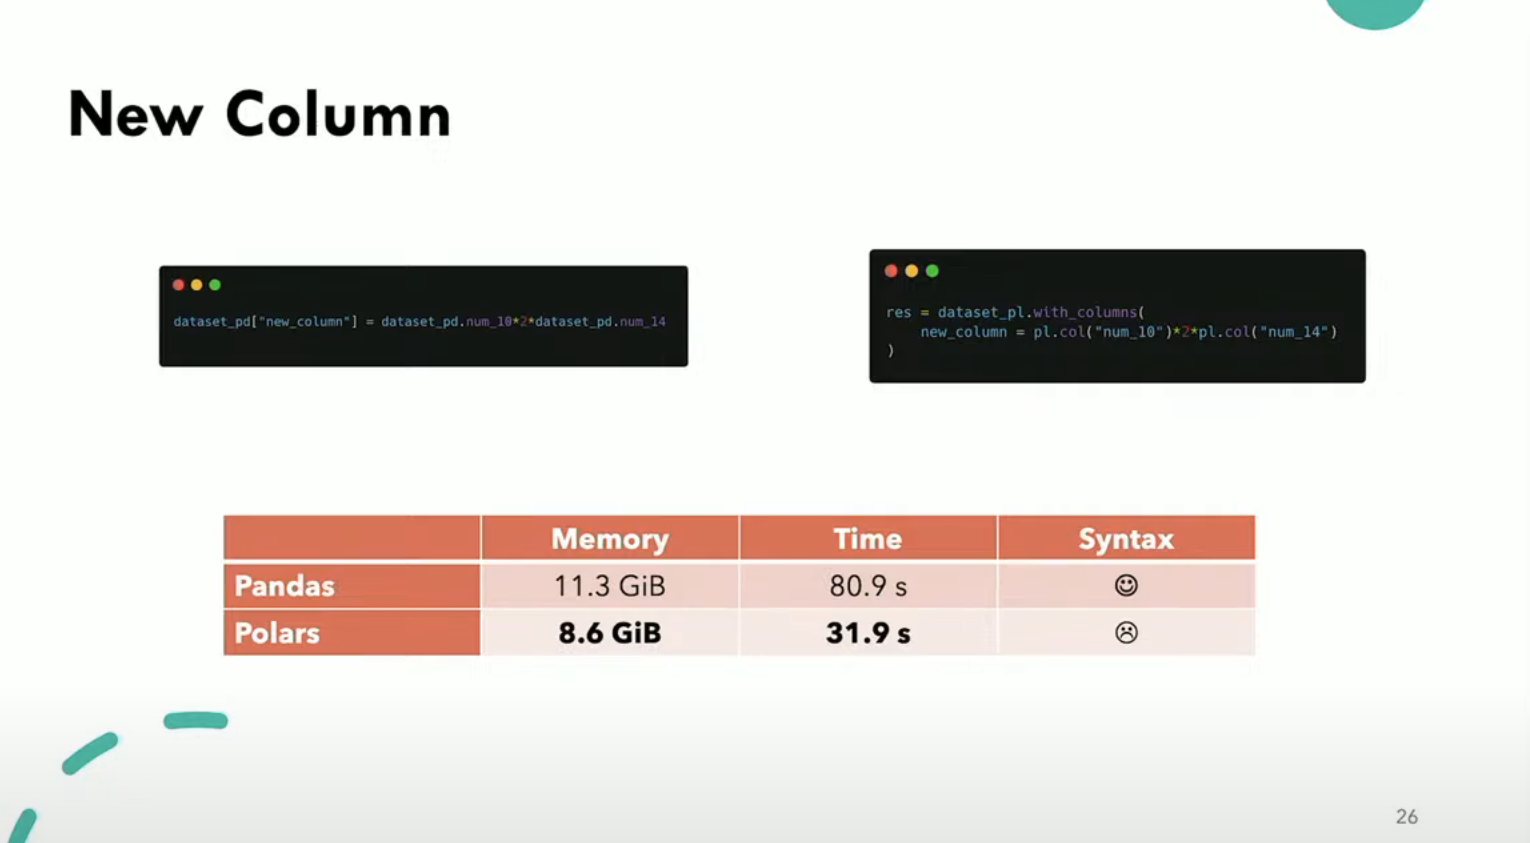 New Column
dataset_pd["new_column"] = dataset_pd.num_10*2*dataset_pd.num_14
res = dataset_pl.with_columns(
    new_column = pl.col("num_10")*2*pl.col("num_14")
)
Memory Time Syntax
Pandas 11.3 GiB 80.9 s ☺
Polars 8.6 GiB 31.9 s ☹
26